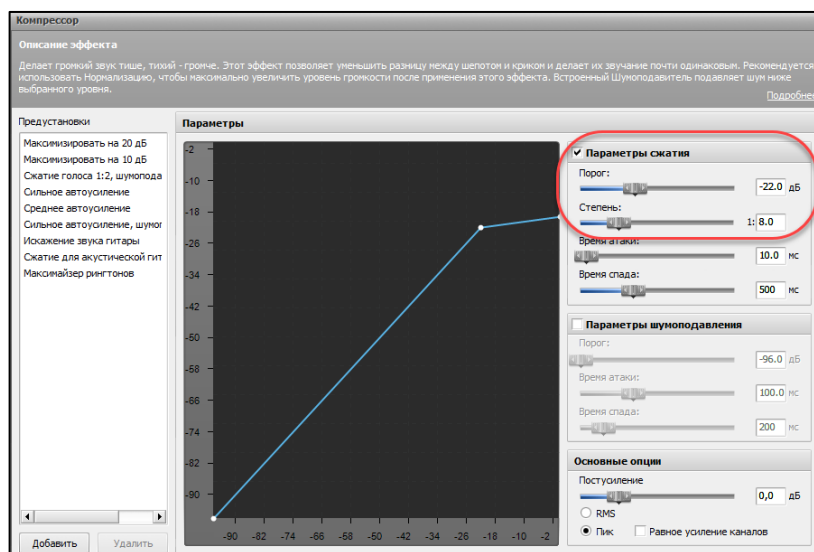 Компрессор
Описание эффекта
Делает громкий звук тише, тихий - громче. Этот эффект позволяет уменьшить разницу между шепотом и криком и делает их звучание почти одинаковым. Рекомендуется
использовать Нормализацию, чтобы максимально увеличить уровень громкости после применения этого эффекта. Встроенный Шумоподавитель подавляет шум ниже
выбранного уровня.
Подробнее
Предустановки
Максимизировать на 20 дБ
Максимизировать на 10 дБ
Сжатие голоса 1:2, шумопода
Сильное автоусиление
Среднее автоусиление
Сильное автоусиление, шумог
Искажение звука гитары
Сжатие для акустической гит
Максимайзер рингтонов
Добавить
Удалить
Параметры
-2
-10
-18
-26
-34
-42
-50
-58
-66
-74
-82
-90
-90 -82 -74 -66 -58 -50 -42 -34 -26 -18 -10 -2
Параметры сжатия
Порог:
-22.0 дБ
Степень:
1: 8.0
Время атаки:
10.0 мс
Время спада:
500 мс
Параметры шумоподавления
Порог:
-96.0 дБ
Время атаки:
100.0 мс
Время спада:
200 мс
Основные опции
Постусиление
0,0 дБ
RMS
Пик Равное усиление каналов